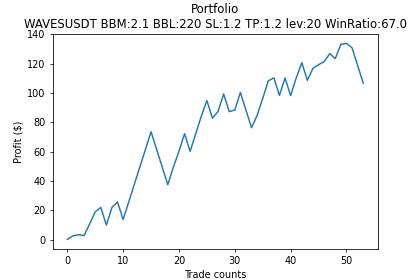 Portfolio
WAVESUSDT BBM:2.1 BBL:220 SL:1.2 TP:1.2 lev:20 WinRatio:67.0
140
120
100
80
60
40
20
0
Profit ($)
0 10 20 30 40 50
Trade counts